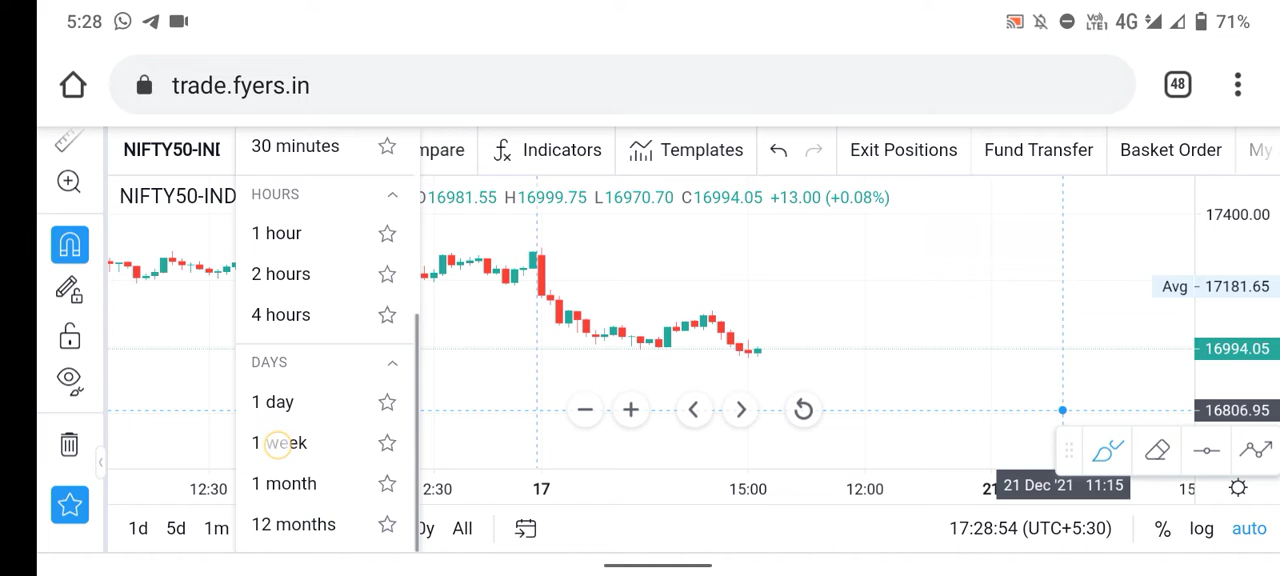 5:28
4G 71%
trade.fyers.in
48
NIFTY50-INI
30 minutes
mpare
Indicators
Templates
Exit Positions
Fund Transfer
Basket Order
My
NIFTY50-IND
16981.55 H16999.75 L16970.70 C16994.05 +13.00 (+0.08%)
HOURS
1 hour
2 hours
4 hours
DAYS
1 day
1 week
1 month
12 months
17400.00
Avg - 17181.65
16994.05
16806.95
12:30
2:30
17
15:00
12:00
21
21 Dec '21 11:15
15
1d 5d 1m
All
17:28:54 (UTC+5:30)
% log auto